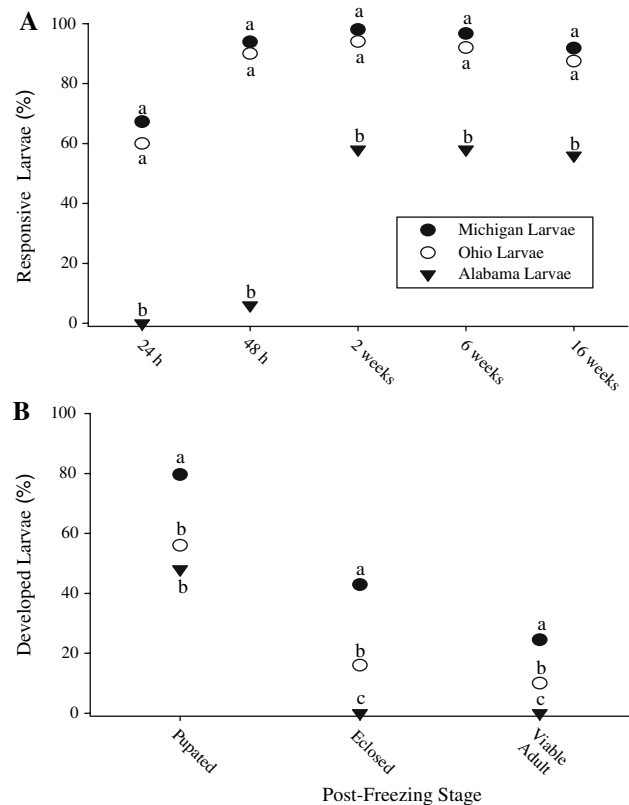 A
Responsive Larvae (%)
100
80
60
40
20
0
a
a
a
a
a
a
a
a
a
a
b
b
b
b
b
Michigan Larvae
Ohio Larvae
Alabama Larvae
24 h
48 h
2 weeks
6 weeks
16 weeks
B
Developed Larvae (%)
100
80
60
40
20
0
a
b
b
a
b
c
a
b
c
Pupated
Eclosed
Viable
Adult
Post-Freezing Stage